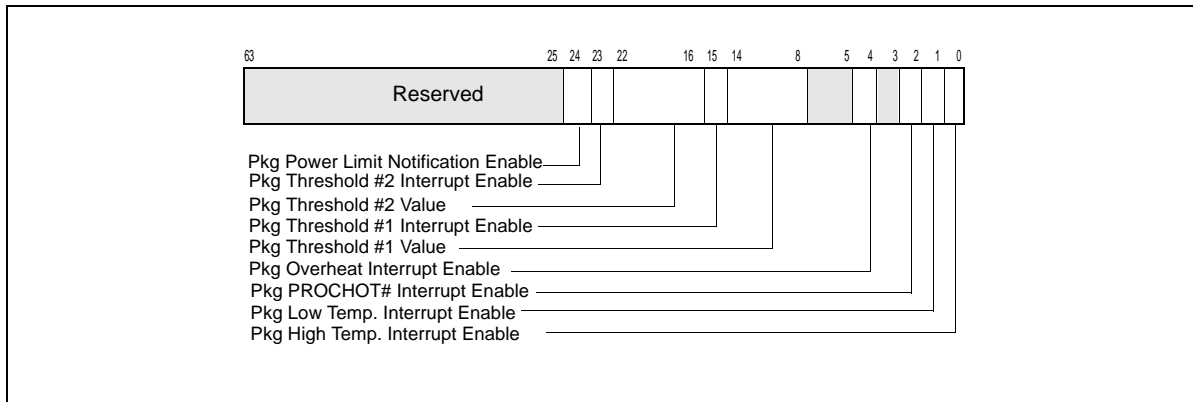 63 25 24 23 22 16 15 14 8 5 4 3 2 1 0
Reserved
Pkg Power Limit Notification Enable
Pkg Threshold #2 Interrupt Enable
Pkg Threshold #2 Value
Pkg Threshold #1 Interrupt Enable
Pkg Threshold #1 Value
Pkg Overheat Interrupt Enable
Pkg PROCHOT# Interrupt Enable
Pkg Low Temp. Interrupt Enable
Pkg High Temp. Interrupt Enable